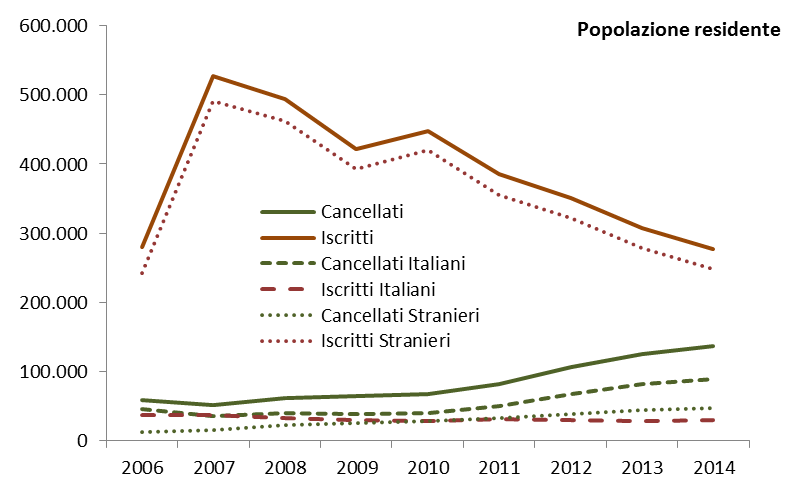 Popolazione residente
600.000
500.000
400.000
300.000
200.000
100.000
0
Cancellati
Iscritti
Cancellati Italiani
Iscritti Italiani
Cancellati Stranieri
Iscritti Stranieri
2006 2007 2008 2009 2010 2011 2012 2013 2014